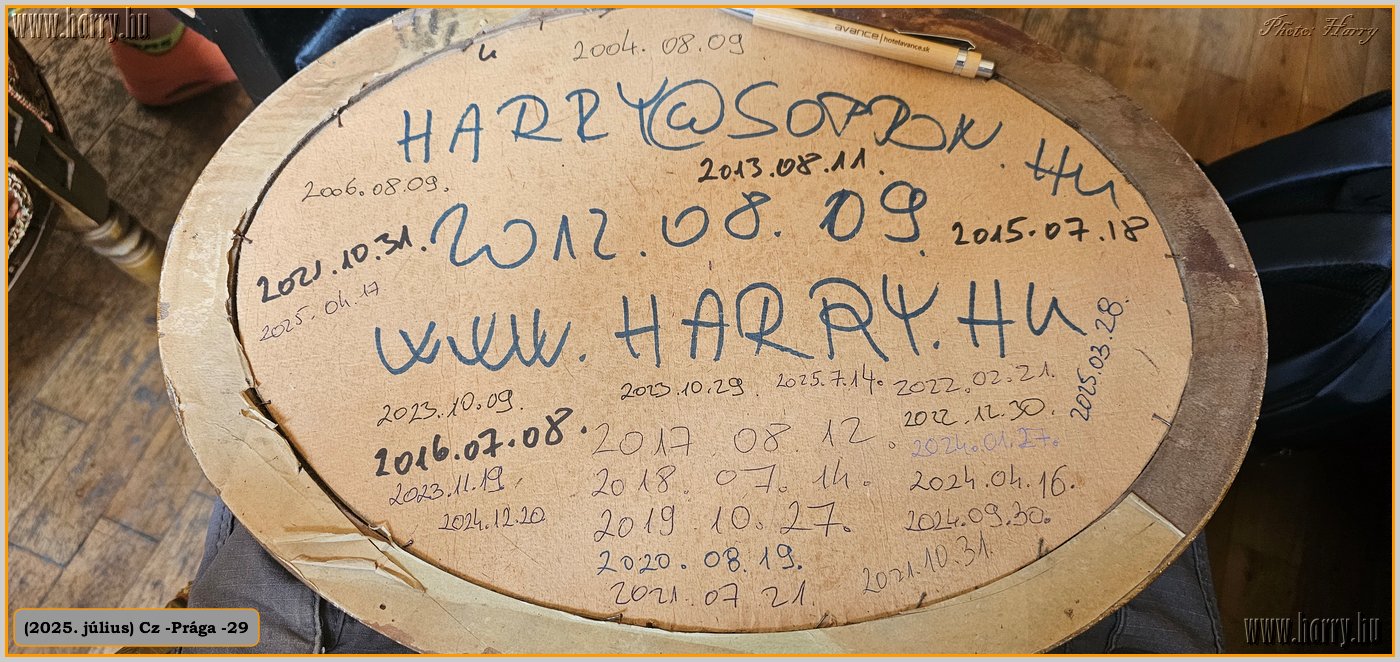 www.harry.hu
Photo: Harry
avance | hotelavance.sk
2004. 08.09
HARRY@SOPRON.HU
2013.08.11.
2006.08.09.
2012.08.09.
2015.07.18
2021.10.31.
2025.04.17
WWW.HARRY.HU
2025.03.28.
2023.10.09.
2023.10.29
2025.7.14.
2022.02.21.
2022.12.30.
2016.07.08.
2017 08 12.
2024.01.27.
2023.11.19
2018. 07. 14.
2024.04.16.
2024.12.20
2019 10. 27.
2024.09.30.
2020. 08.19.
2021.10.31.
2021. 07 21.
(2025. július) Cz -Prága -29
www.harry.hu